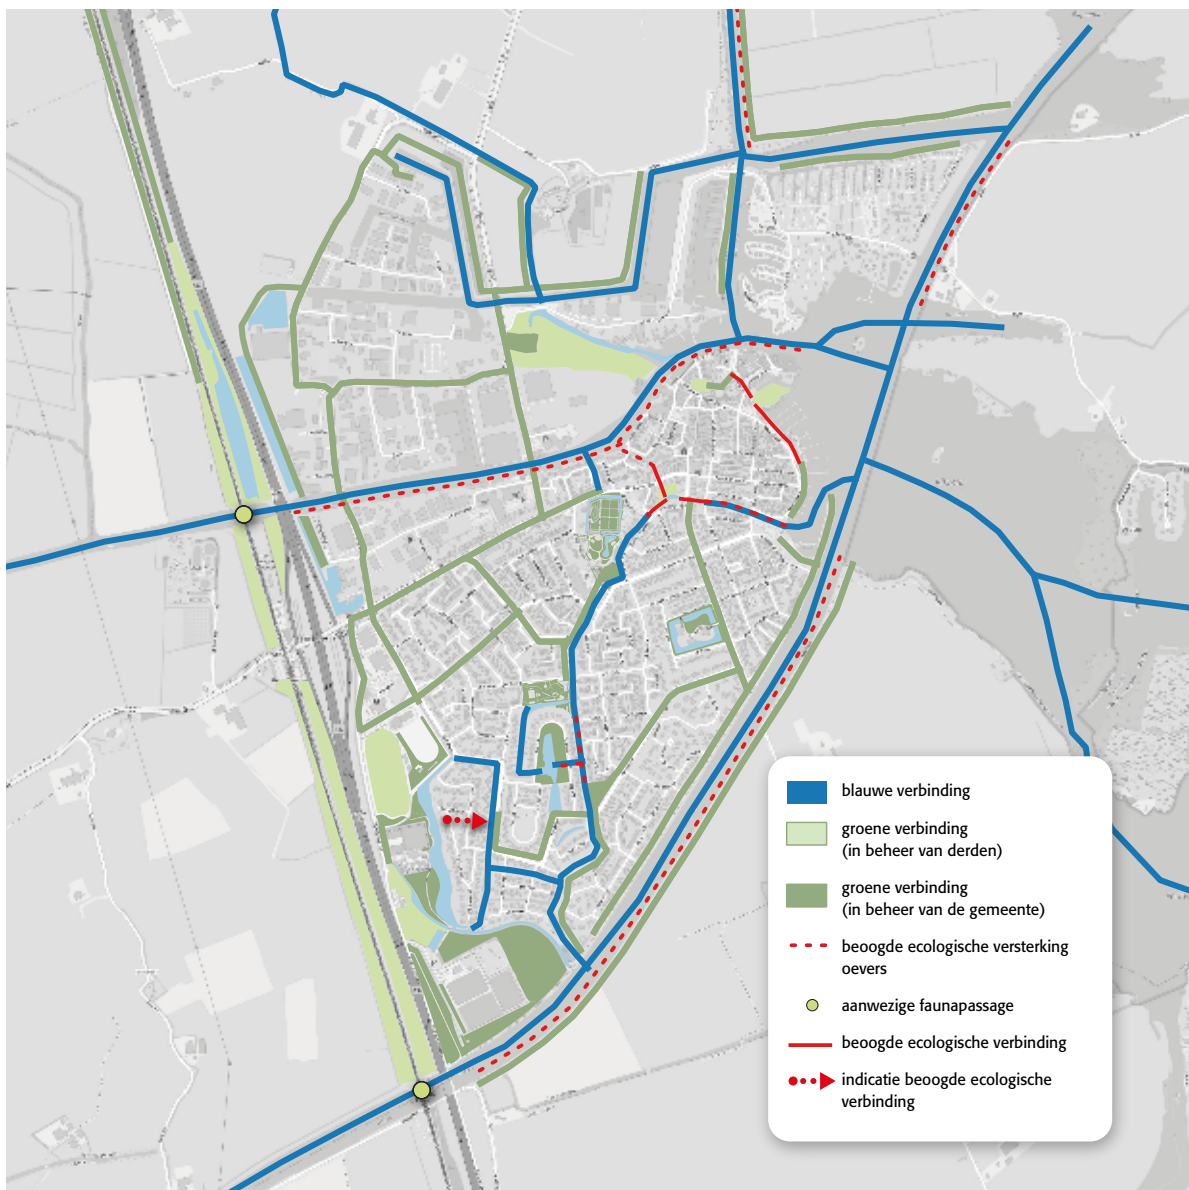 blauwe verbinding
groene verbinding
(in beheer van derden)
groene verbinding
(in beheer van de gemeente)
beoogde ecologische versterking
oevers
aanwezige faunapassage
beoogde ecologische verbinding
indicatie beoogde ecologische
verbinding